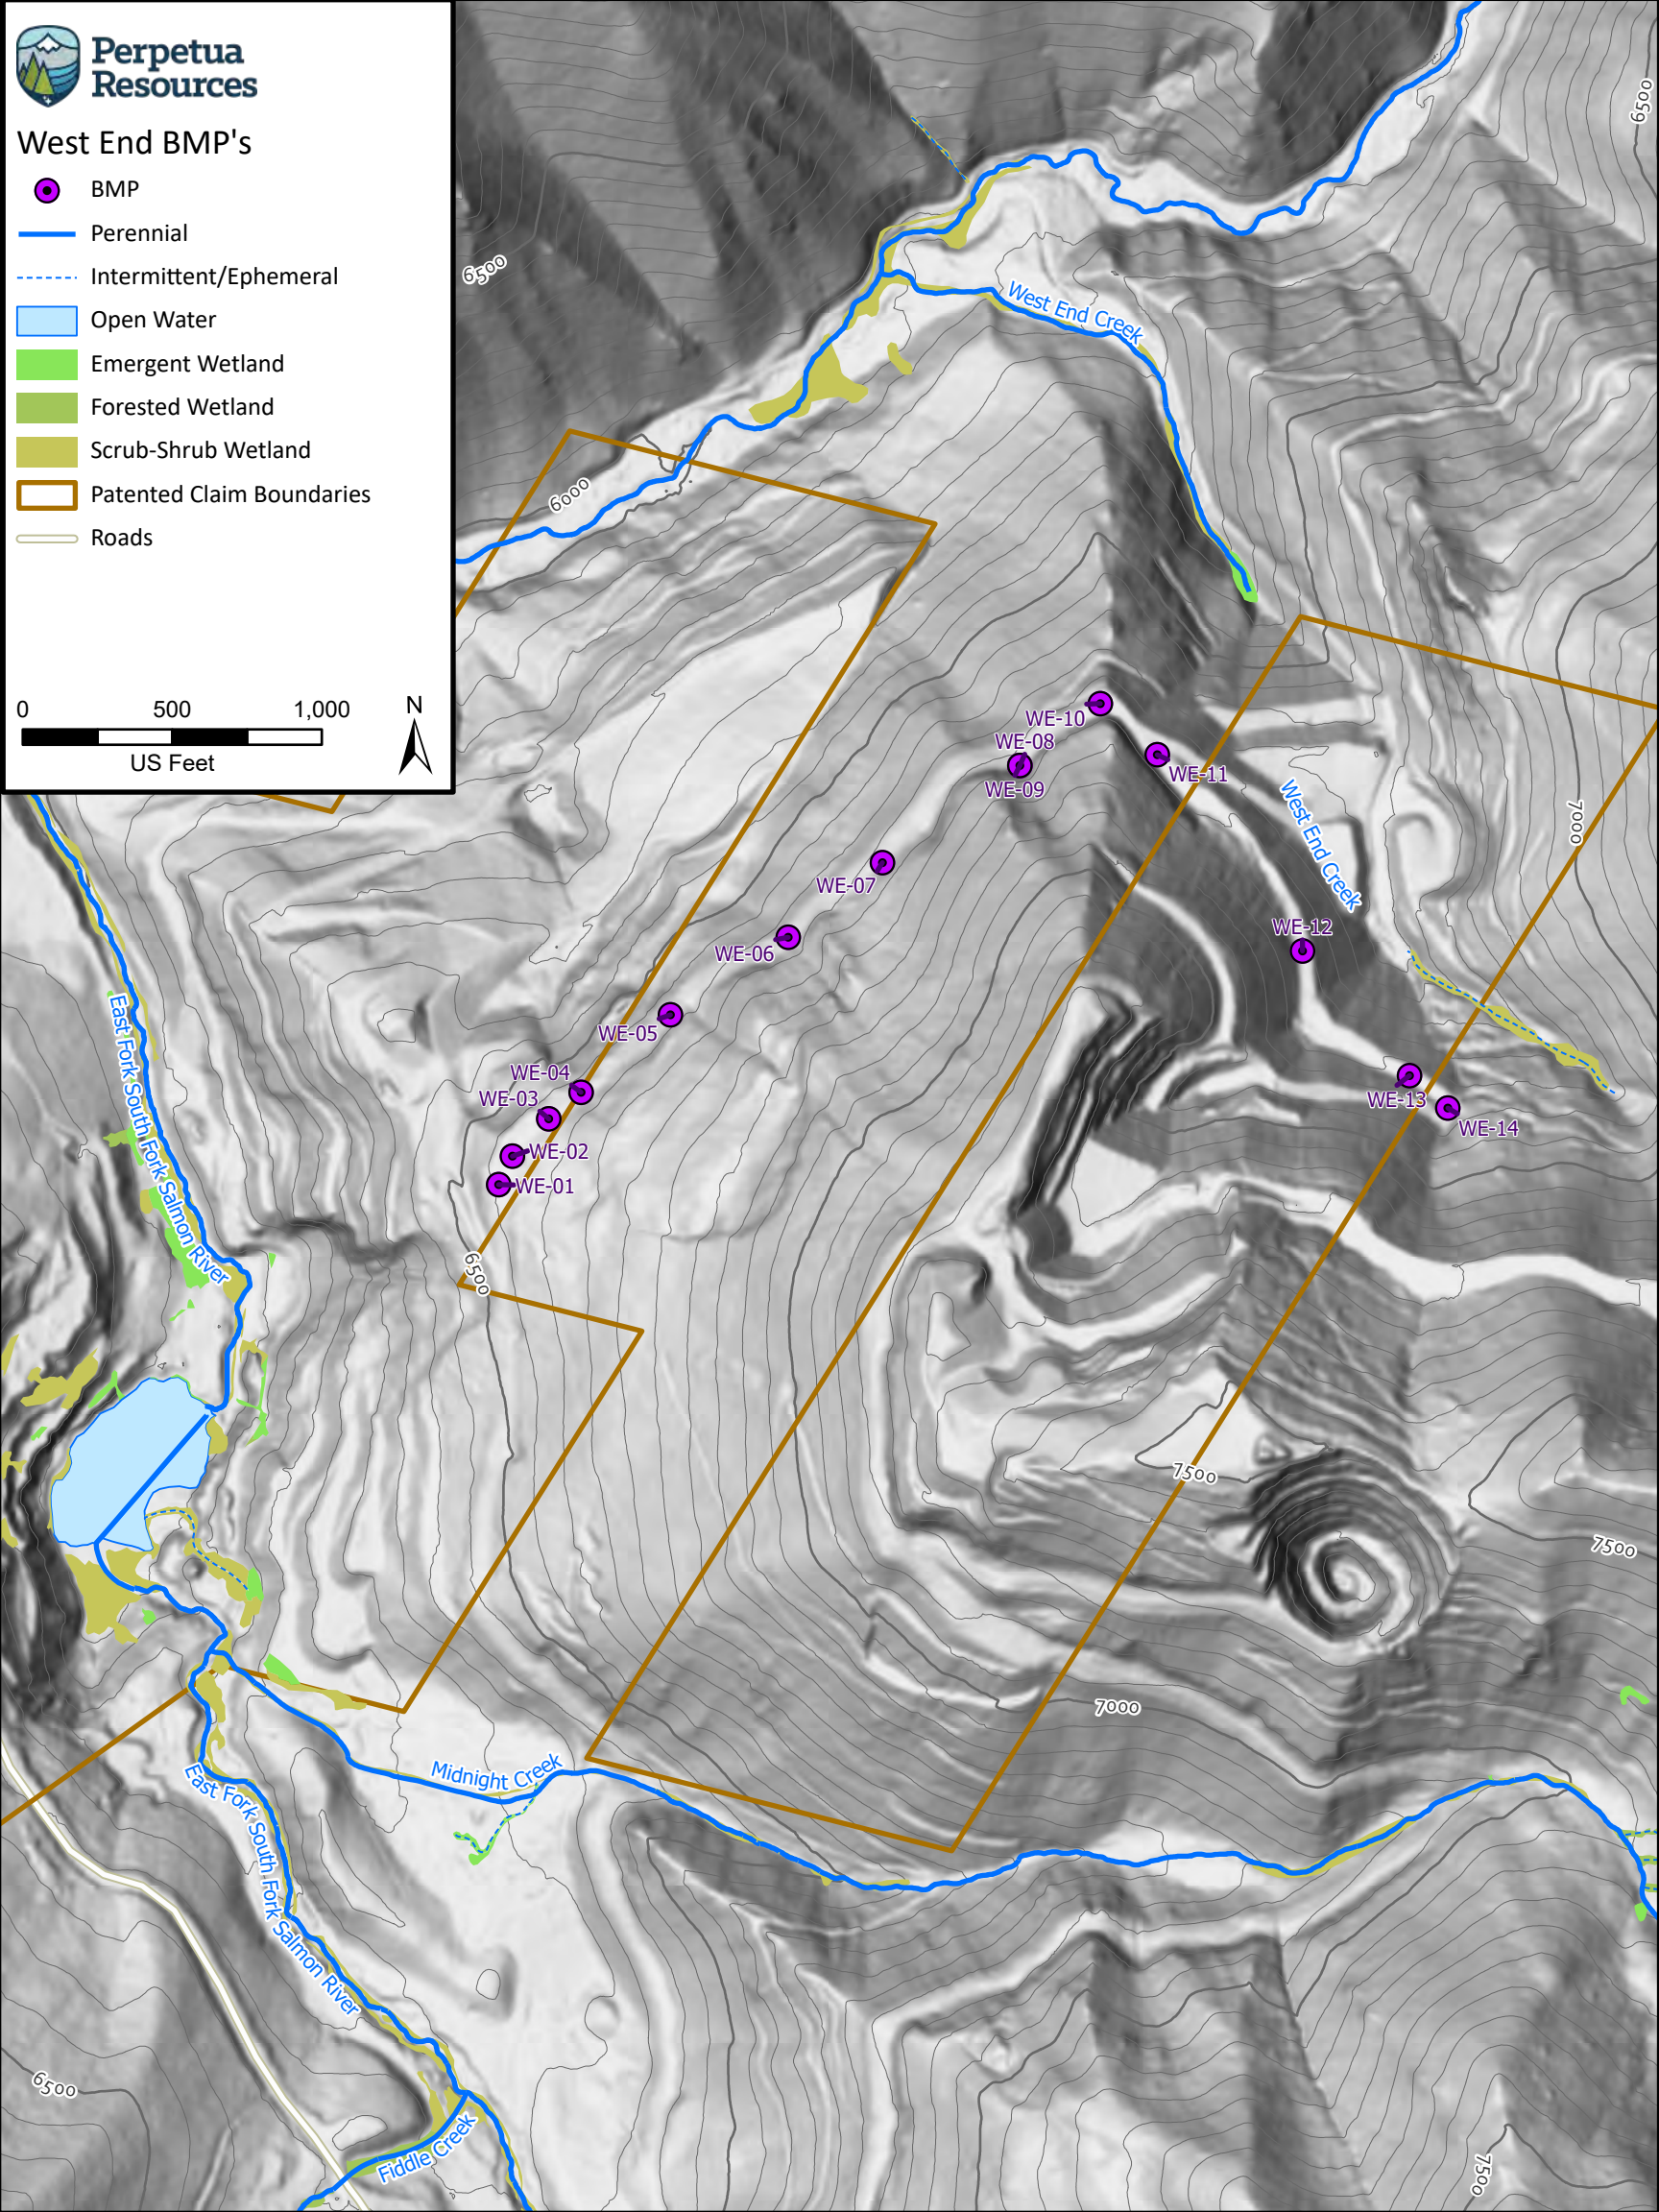 Perpetua
Resources
West End BMP's
BMP
Perennial
Intermittent/Ephemeral
Open Water
Emergent Wetland
Forested Wetland
Scrub-Shrub Wetland
Patented Claim Boundaries
Roads
0 500 1,000
US Feet
N
6500
6500
West End Creek
6000
WE-10
WE-08
WE-09
WE-11
West End Creek
7000
WE-07
WE-12
WE-06
WE-05
WE-04
WE-03
WE-02
WE-01
WE-13
WE-14
East Fork South Fork Salmon River
6500
7500
7500
7000
Midnight Creek
East Fork South Fork Salmon River
6500
Fiddle Creek
7500